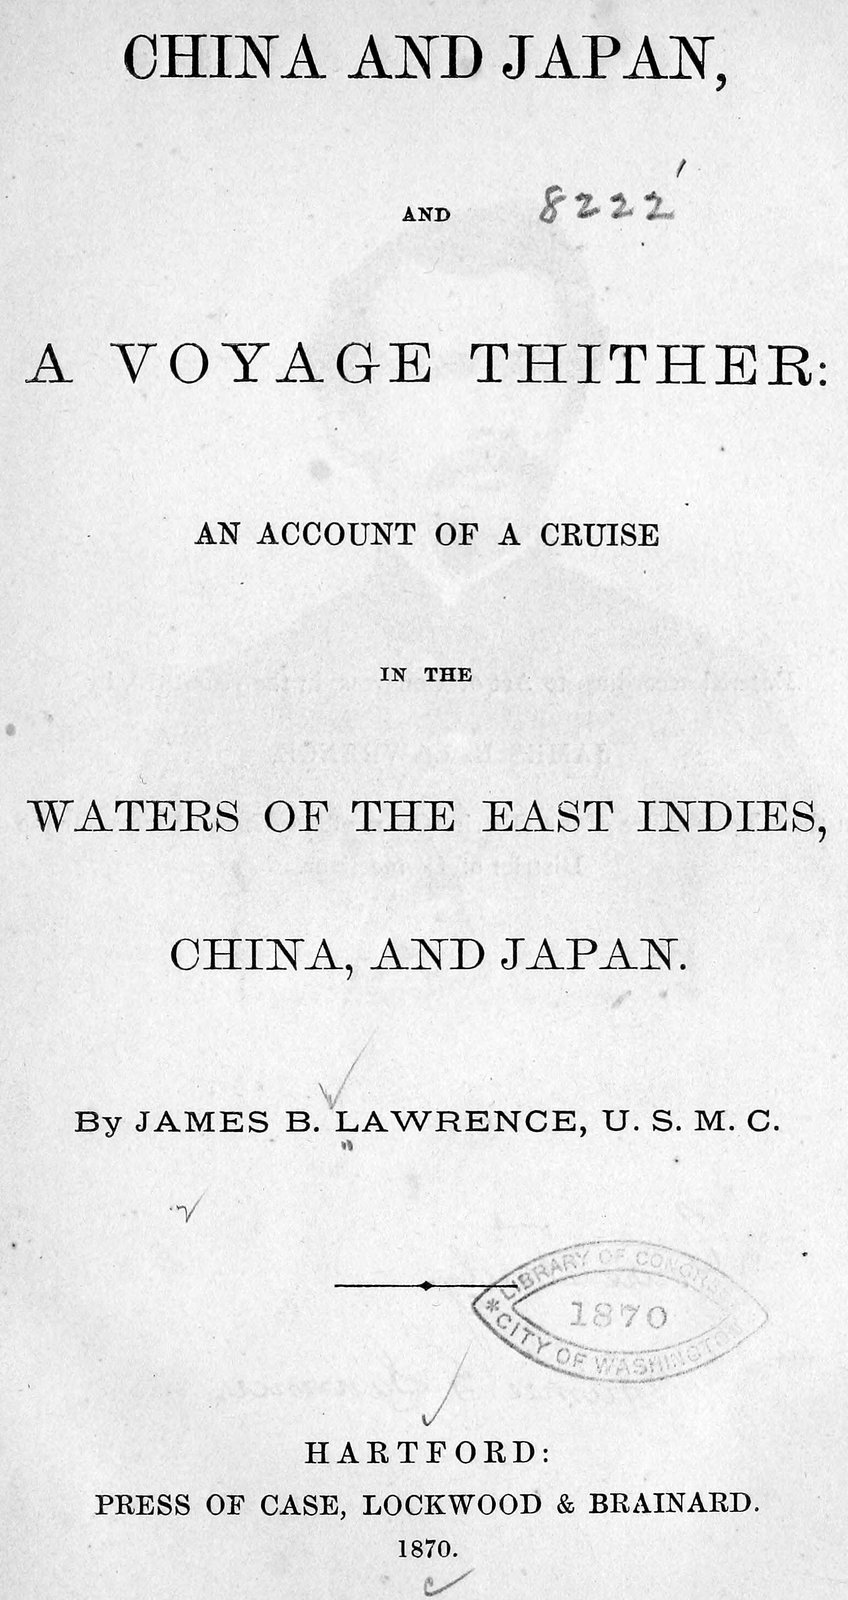 CHINA AND JAPAN,
AND
8222
A VOYAGE THITHER:
AN ACCOUNT OF A CRUISE
IN THE
WATERS OF THE EAST INDIES,
CHINA, AND JAPAN.
By JAMES B. LAWRENCE, U. S. M. C.
LIBRARY OF CONGRESS
1870
* CITY OF WASHINGTON
HARTFORD:
PRESS OF CASE, LOCKWOOD & BRAINARD.
1870.